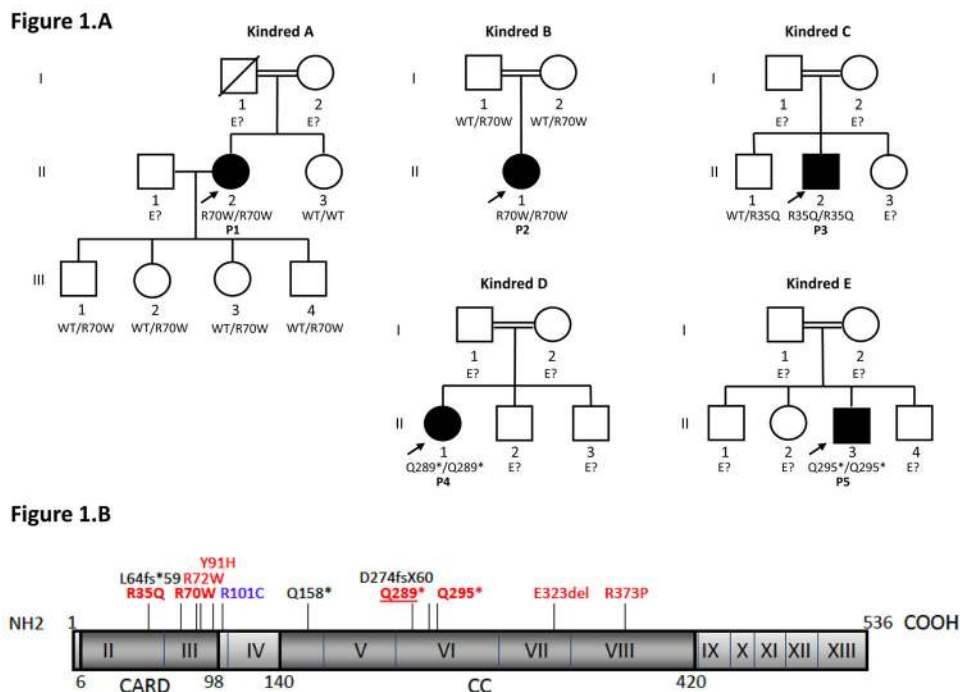 Figure 1.A
Kindred A
Kindred B
Kindred C
I
1
2
E?
E?
I
1
2
WT/R70W
WT/R70W
I
1
2
E?
E?
II
1
2
3
E?
R70W/R70W
WT/WT
P1
II
1
R70W/R70W
P2
II
1
2
3
WT/R35Q
R35Q/R35Q
E?
P3
III
1
2
3
4
WT/R70W
WT/R70W
WT/R70W
WT/R70W
Kindred D
Kindred E
I
1
2
E?
E?
I
1
2
E?
E?
II
1
2
3
Q289*/Q289*
E?
E?
P4
II
1
2
3
4
E?
E?
Q295*/Q295*
E?
P5
Figure 1.B
Y91H
L64fs*59 R72W
D274fsX60
R35Q R70W R101C Q158* Q289* Q295* E323del R373P
NH2 1 536 COOH
II III IV V VI VII VIII IX X XI XII XIII
6 CARD 98 140 CC 420